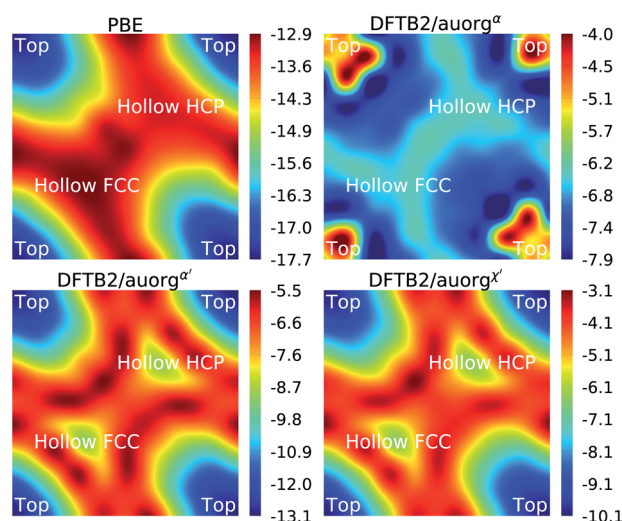 PBE
Top
Top
Hollow HCP
Hollow FCC
Top
Top
-12.9
-13.6
-14.3
-14.9
-15.6
-16.3
-17.0
-17.7
DFTB2/auorgᵅ
Top
Top
Hollow HCP
Hollow FCC
Top
Top
-4.0
-4.5
-5.1
-5.7
-6.2
-6.8
-7.4
-7.9
DFTB2/auorgᵅ′
Top
Top
Hollow HCP
Hollow FCC
Top
Top
-5.5
-6.6
-7.6
-8.7
-9.8
-10.9
-12.0
-13.1
DFTB2/auorgᵡ′
Top
Top
Hollow HCP
Hollow FCC
Top
Top
-3.1
-4.1
-5.1
-6.1
-7.1
-8.1
-9.1
-10.1